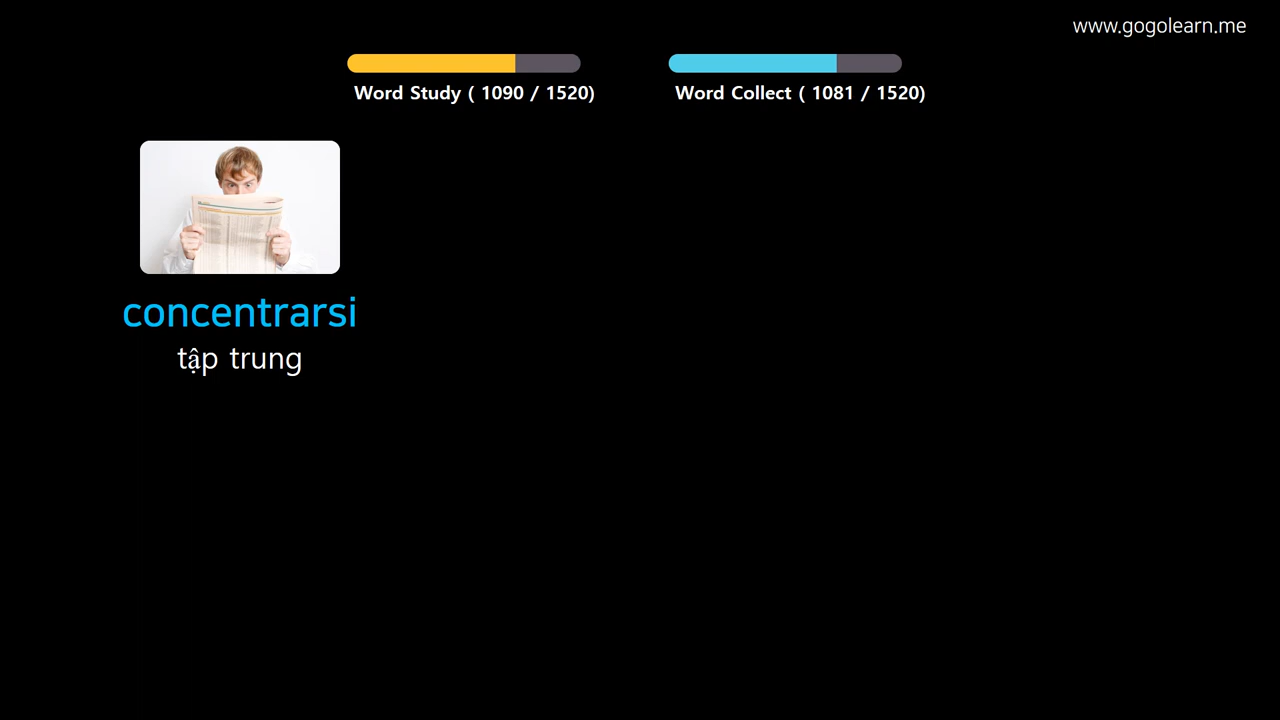 www.gogolearn.me
Word Study ( 1090 / 1520)
Word Collect ( 1081 / 1520)
concentrarsi
tập trung